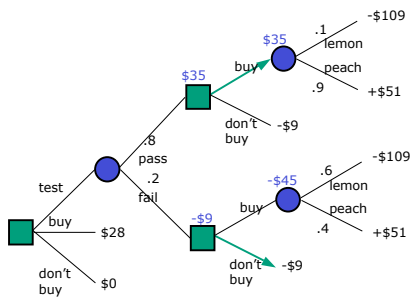 -$109
.1
lemon
$35
buy
peach
.9
+$51
$35
don't
buy
-$9
.8
pass
.2
fail
test
buy
$28
don't
buy
$0
-$109
.6
lemon
-$45
buy
peach
.4
+$51
-$9
don't
buy
-$9